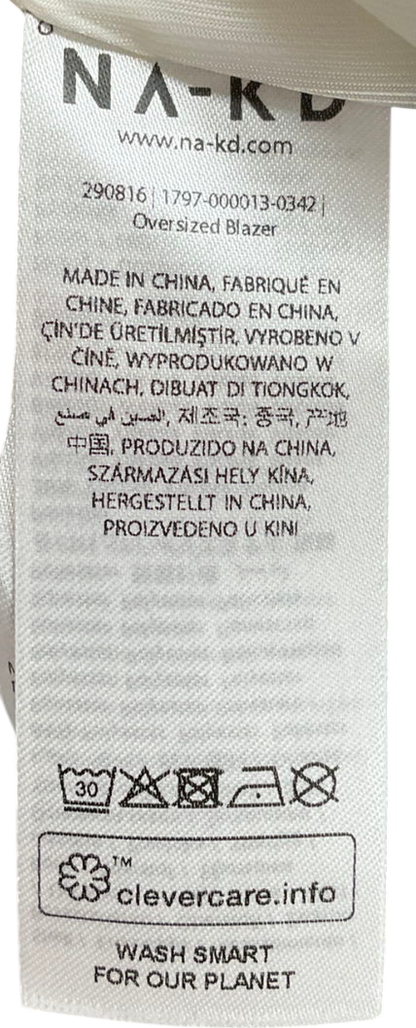 NA-KD
www.na-kd.com
290816 | 1797-000013-0342 |
Oversized Blazer
MADE IN CHINA, FABRIQUÉ EN
CHINE, FABRICADO EN CHINA,
ÇİN'DE ÜRETİLMİŞTİR, VYROBENO V
ČÍNĚ, WYPRODUKOWANO W
CHINACH, DIBUAT DI TIONGKOK,
الصين في صنع, 제조국: 중국, 产地
中国, PRODUZIDO NA CHINA,
SZÁRMAZÁSI HELY KÍNA,
HERGESTELLT IN CHINA,
PROIZVEDENO U KINI
30
TM
clevercare.info
WASH SMART
FOR OUR PLANET